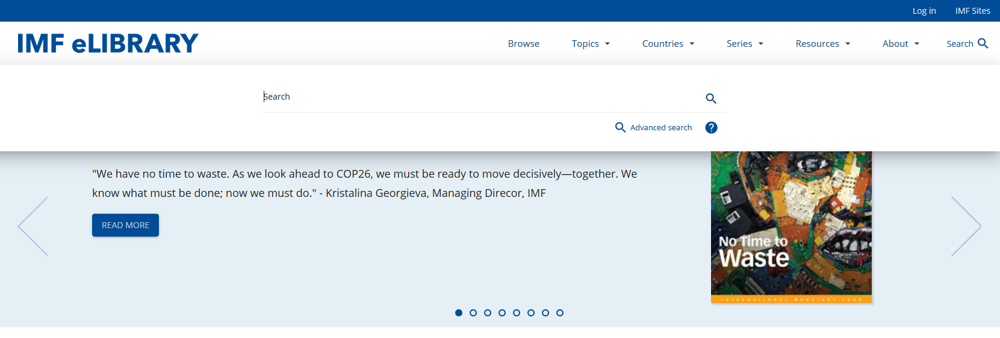 Log in IMF Sites
IMF eLIBRARY Browse Topics Countries Series Resources About Search
Search
Advanced search ?
"We have no time to waste. As we look ahead to COP26, we must be ready to move decisively—together. We
know what must be done; now we must do." - Kristalina Georgieva, Managing Direcor, IMF
READ MORE
No Time to
Waste
INTERNATIONAL MONETARY FUND